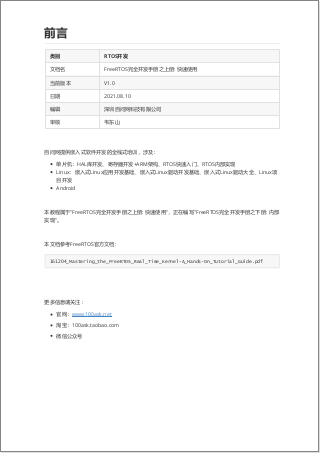 前言
类别 RTOS开发
文档名 FreeRTOS完全开发手册之上册·快速使用
当前版本 V1.0
日期 2021.08.10
编辑 深圳百问网科技有限公司
审核 韦东山
百问网提供嵌入式软件开发的全栈式培训，涉及：
单片机：HAL库开发、寄存器开发+ARM架构、RTOS快速入门、RTOS内部实现
Linux：嵌入式Linux应用开发基础、嵌入式Linux驱动开发基础、嵌入式Linux驱动大全、Linux项
目开发
Android
本教程属于"FreeRTOS完全开发手册之上册·快速使用"，正在编写"FreeRTOS完全开发手册之下册·内部
实现"。
本文档参考FreeRTOS官方文档：
161204_Mastering_the_FreeRTOS_Real_Time_Kernel-A_Hands-On_Tutorial_Guide.pdf
更多信息请关注：
官网：www.100ask.net
淘宝：100ask.taobao.com
微信公众号